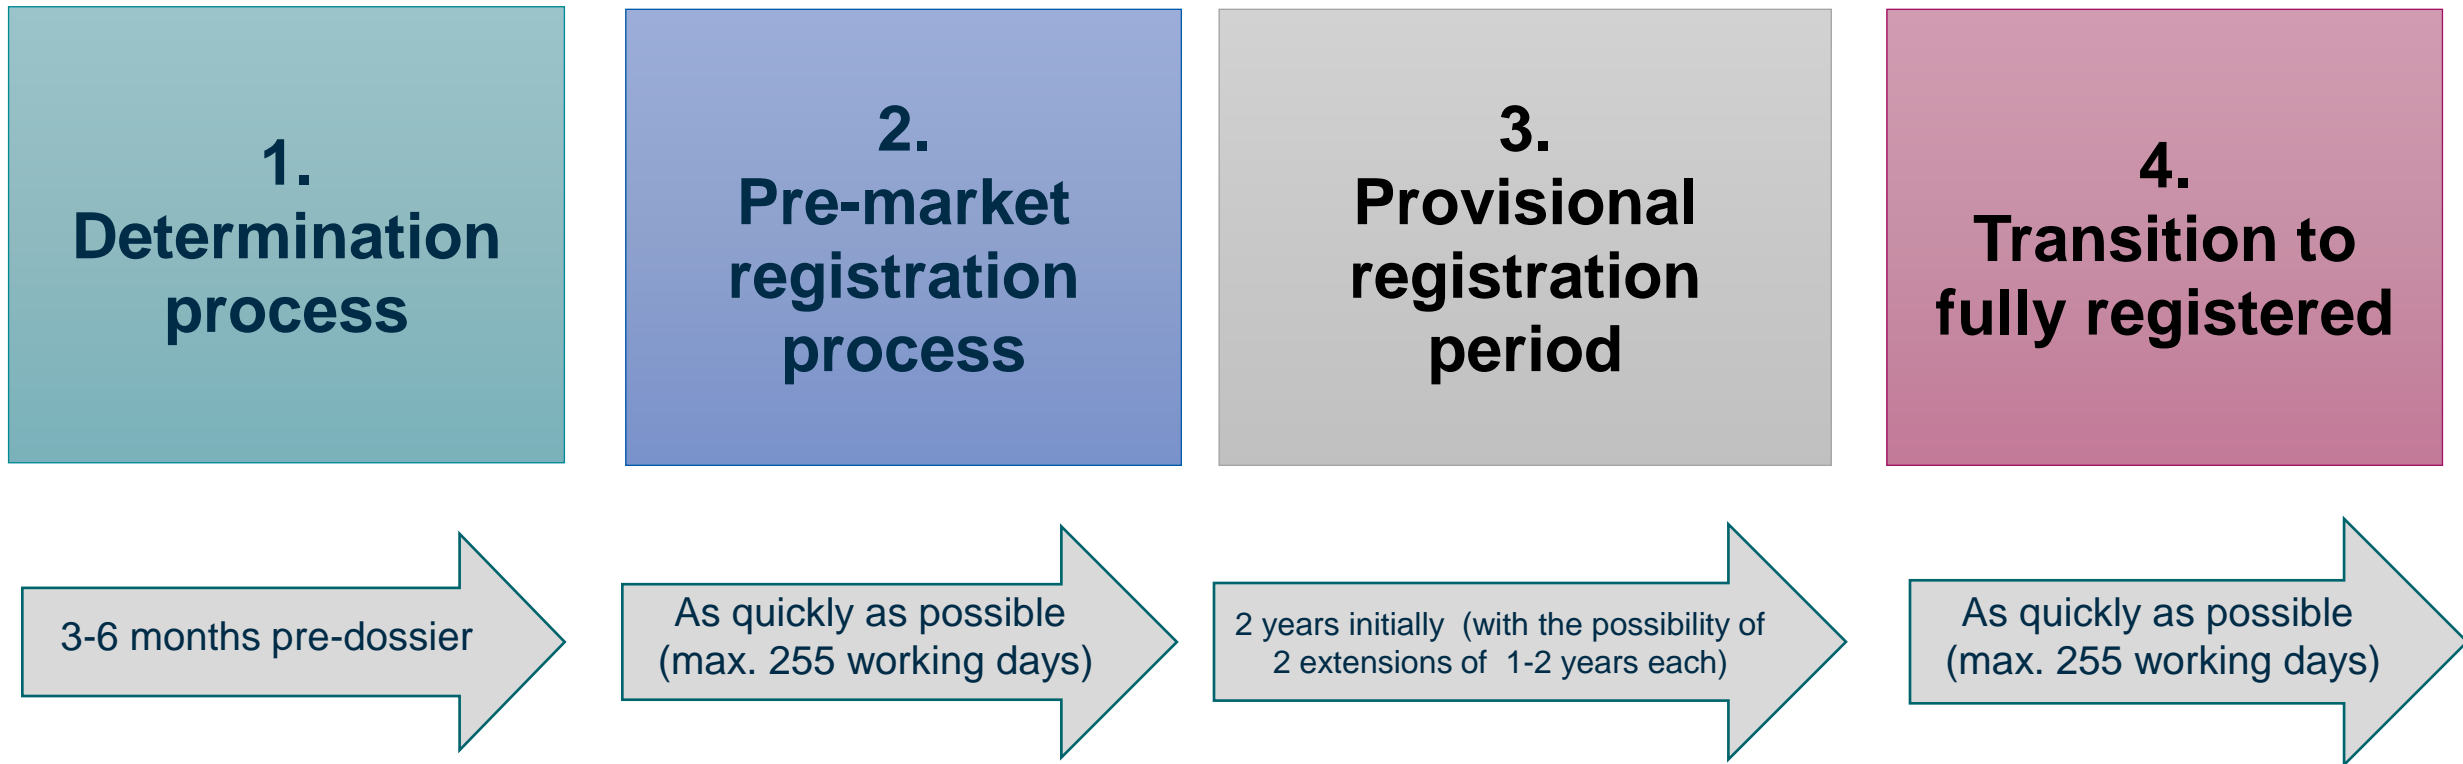 1.
Determination
process
2.
Pre-market
registration
process
3.
Provisional
registration
period
4.
Transition to
fully registered
3-6 months pre-dossier
As quickly as possible
(max. 255 working days)
2 years initially (with the possibility of
2 extensions of 1-2 years each)
As quickly as possible
(max. 255 working days)